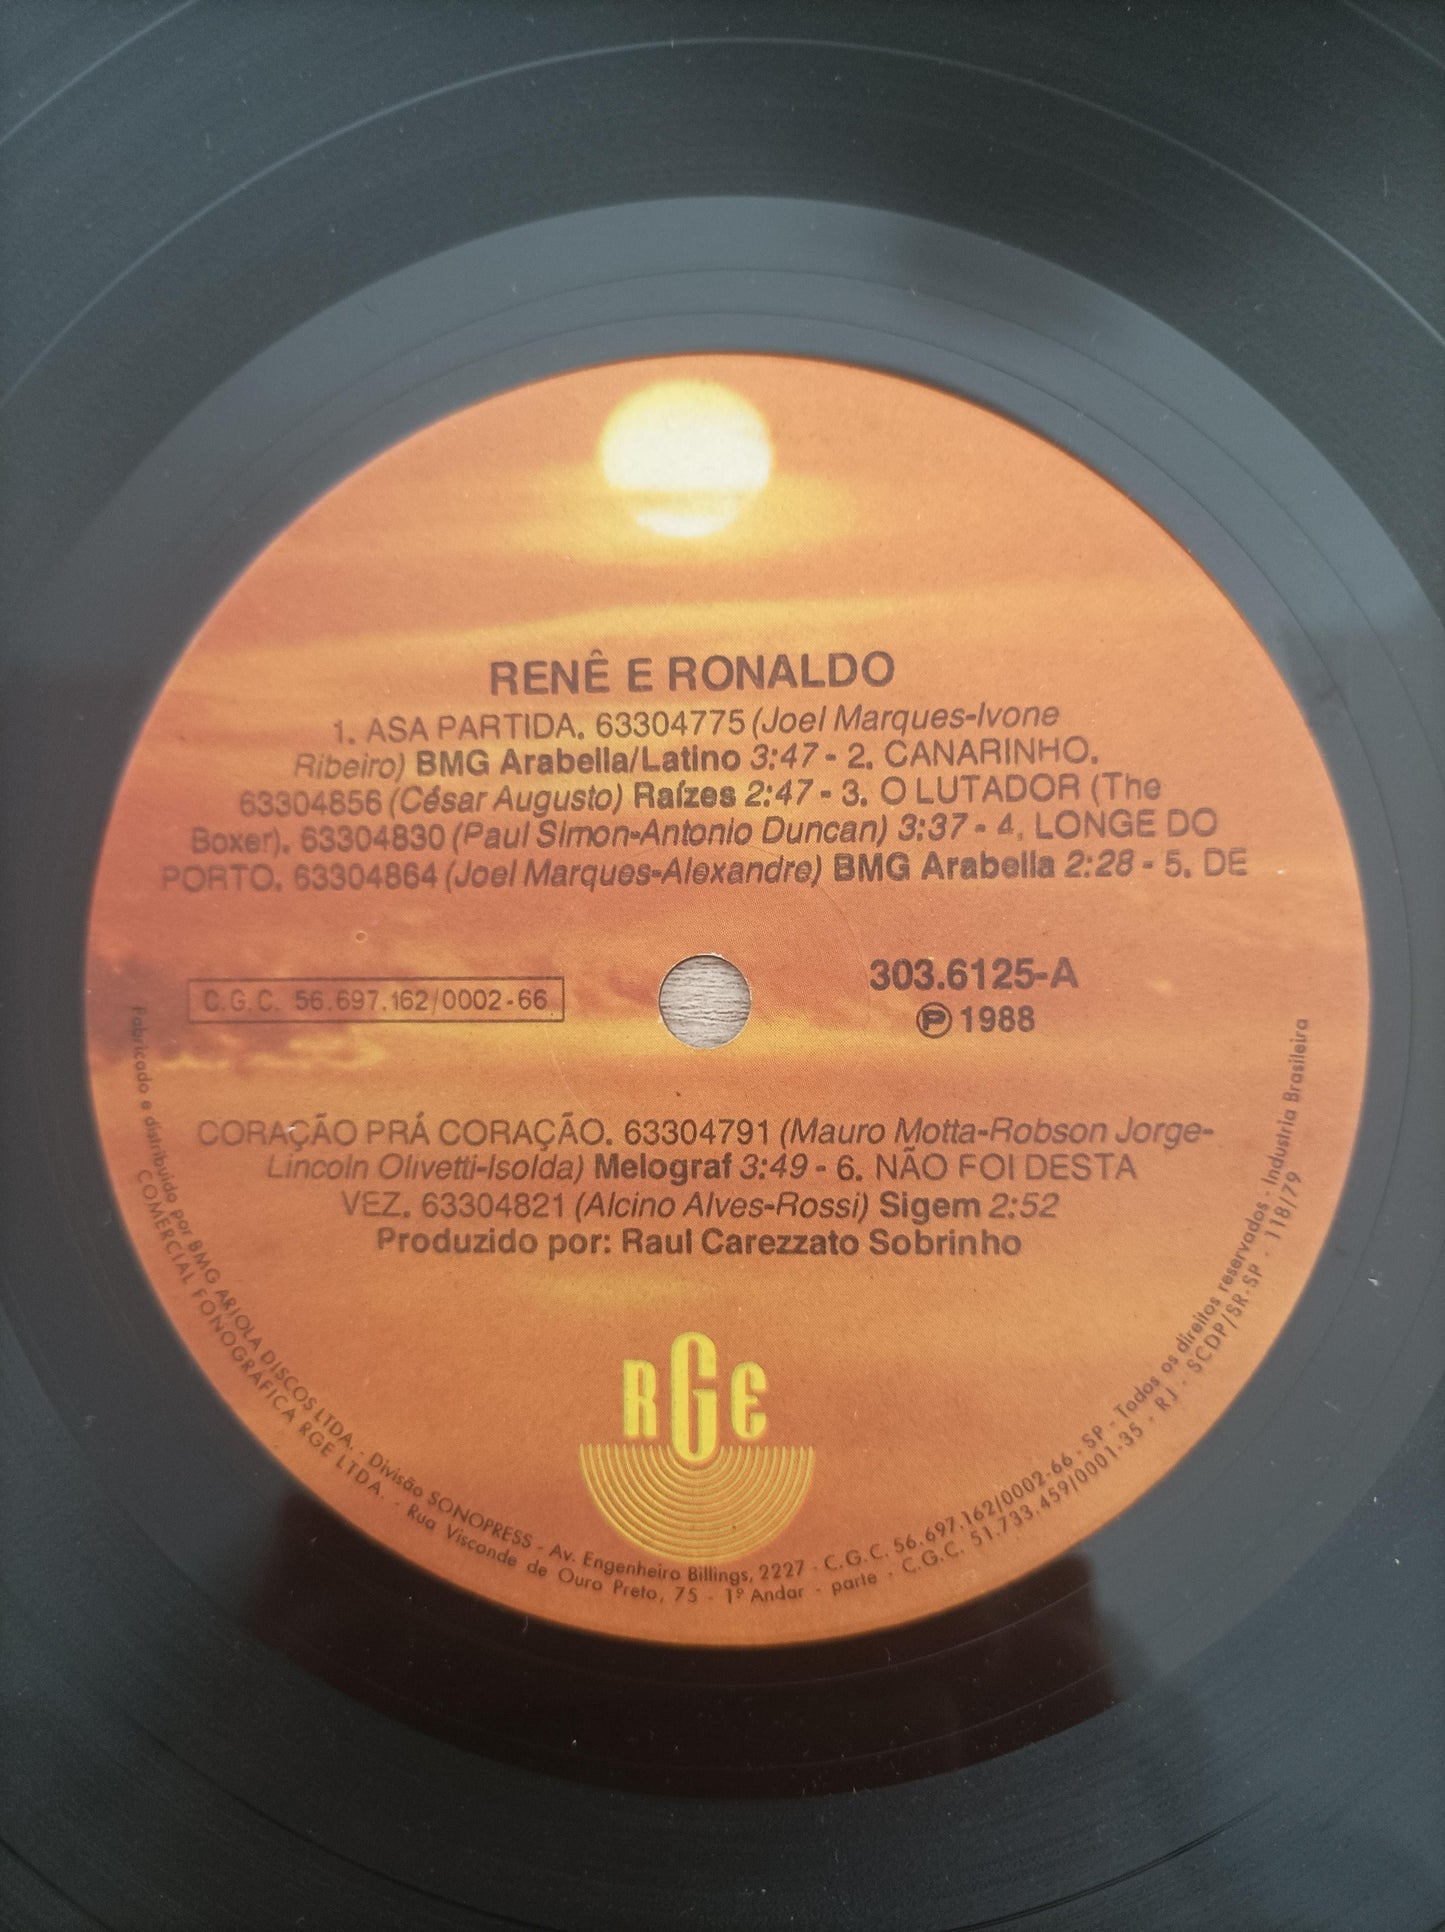 RENÊ E RONALDO
1. ASA PARTIDA. 63304775 (Joel Marques-Ivone
Ribeiro) BMG Arabella/Latino 3:47 - 2. CANARINHO.
63304856 (César Augusto) Raízes 2:47 - 3. O LUTADOR (The
Boxer). 63304830 (Paul Simon-Antonio Duncan) 3:37 - 4. LONGE DO
PORTO. 63304864 (Joel Marques-Alexandre) BMG Arabella 2:28 - 5. DE
303.6125-A
C.G.C. 56.697.162/0002-66
Ⓟ 1988
CORAÇÃO PRÁ CORAÇÃO. 63304791 (Mauro Motta-Robson Jorge-
Lincoln Olivetti-Isolda) Melograf 3:49 - 6. NÃO FOI DESTA
VEZ. 63304821 (Alcino Alves-Rossi) Sigem 2:52
Produzido por: Raul Carezzato Sobrinho
RGE
Fabricado e distribuido por BMG ARIOLA DISCOS LTDA. - Divisão SONOPRESS - Av. Engenheiro Billings, 2227 - C.G.C. 56.697.162/0002-66 - SP - Todos os direitos reservados - Industria Brasileira
COMERCIAL FONOGRÁFICA RGE LTDA. - Rua Visconde de Ouro Preto, 75 - 1º Andar - parte - C.G.C. 51.733.459/0001-35 - RJ - SCDP/SR-SP - 118/79